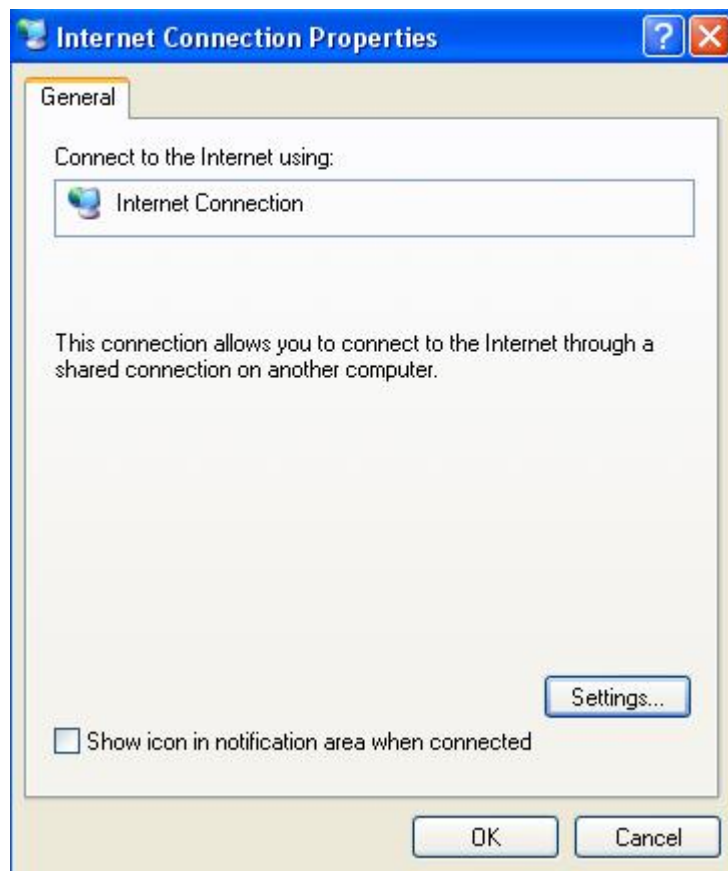 Internet Connection Properties
General
Connect to the Internet using:
Internet Connection
This connection allows you to connect to the Internet through a
shared connection on another computer.
Settings...
Show icon in notification area when connected
OK
Cancel